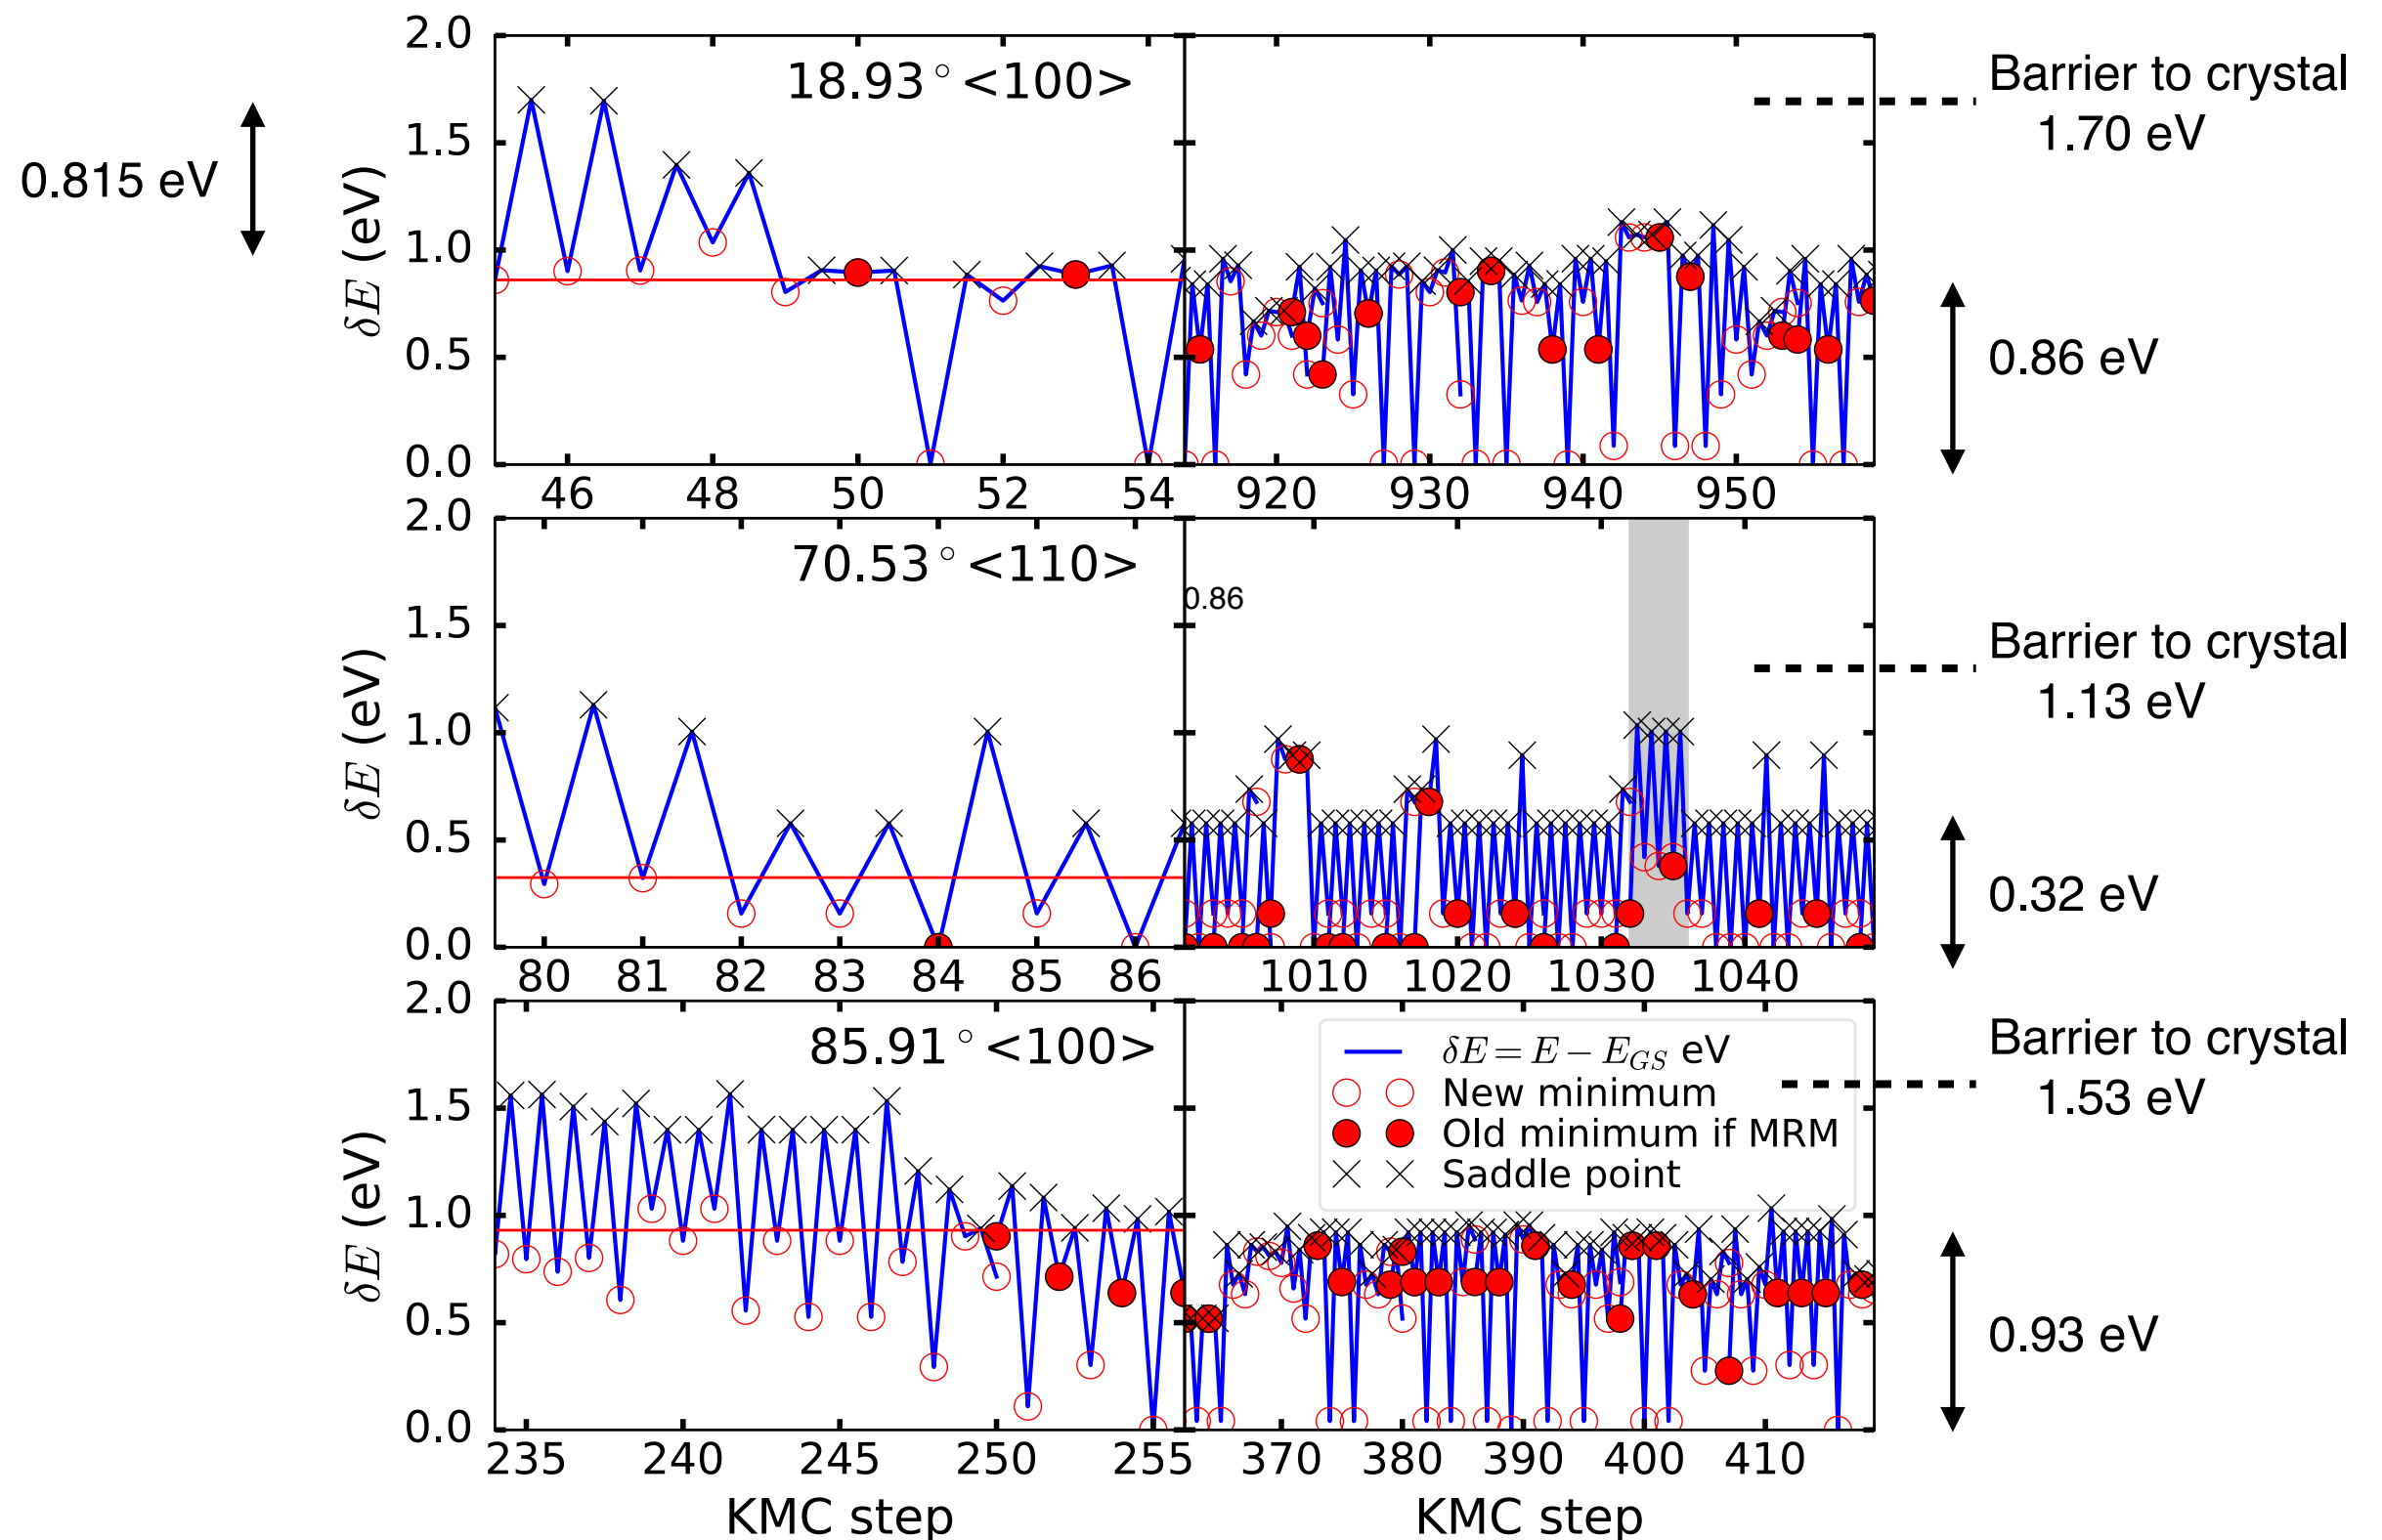 2.0
18.93°<100>
Barrier to crystal
1.70 eV
1.5
0.815 eV
δE (eV)
1.0
0.5
0.86 eV
0.0
46 48 50 52 54 920 930 940 950
2.0
70.53°<110>
0.86
1.5
Barrier to crystal
1.13 eV
δE (eV)
1.0
0.5
0.32 eV
0.0
80 81 82 83 84 85 86 1010 1020 1030 1040
2.0
85.91°<100>
Barrier to crystal
1.53 eV
δE = E − E_GS eV
New minimum
Old minimum if MRM
Saddle point
1.5
δE (eV)
1.0
0.5
0.93 eV
0.0
235 240 245 250 255 370 380 390 400 410
KMC step KMC step